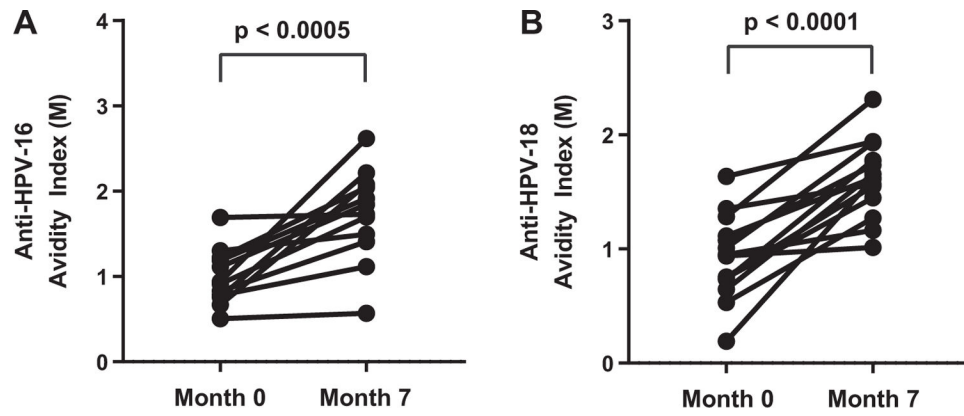 A
Anti-HPV-16
Avidity Index (M)
4
3
2
1
0
p < 0.0005
Month 0
Month 7
B
Anti-HPV-18
Avidity Index (M)
3
2
1
0
p < 0.0001
Month 0
Month 7